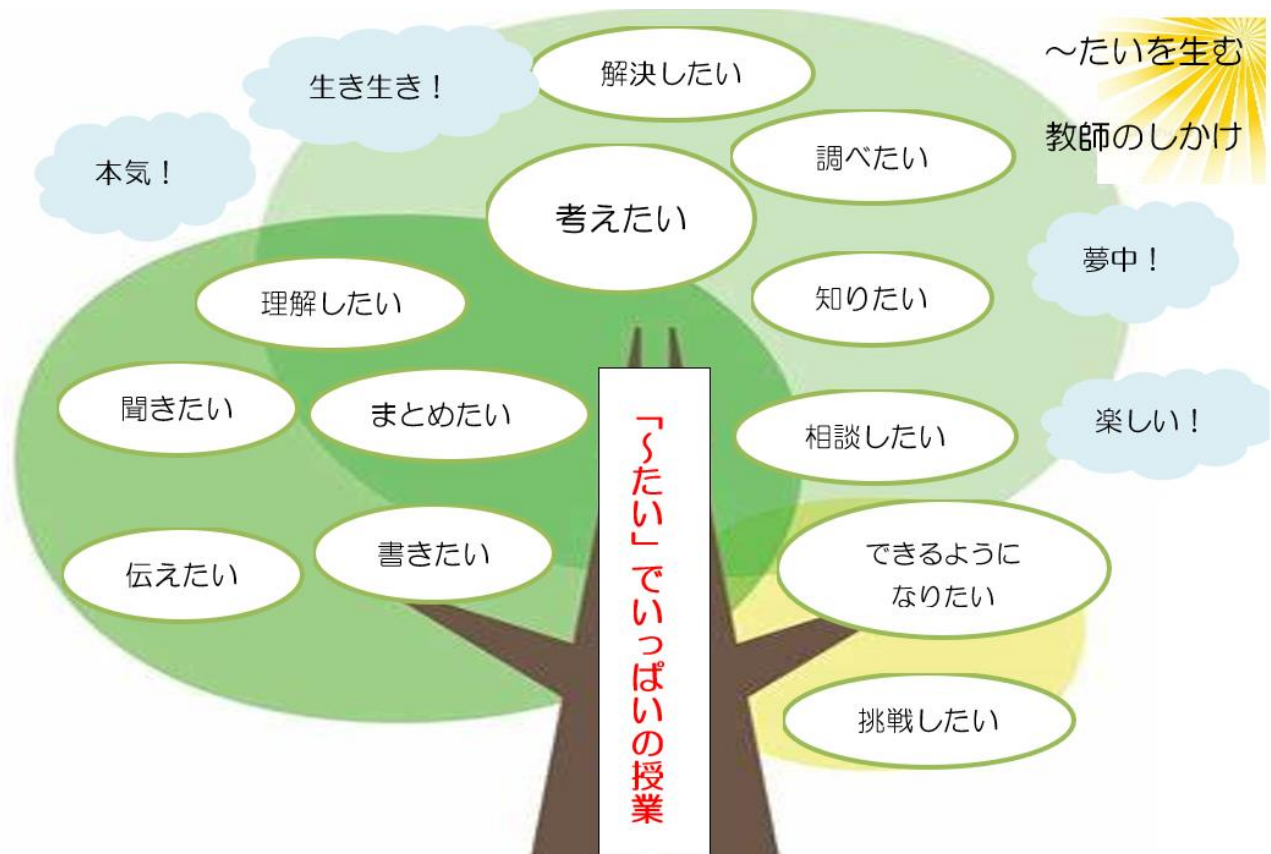 ～たいを生む
教師のしかけ
生き生き！
解決したい
本気！
調べたい
考えたい
夢中！
理解したい
知りたい
聞きたい
まとめたい
相談したい
楽しい！
伝えたい
書きたい
できるように
なりたい
挑戦したい
「～たい」でいっぱいの授業